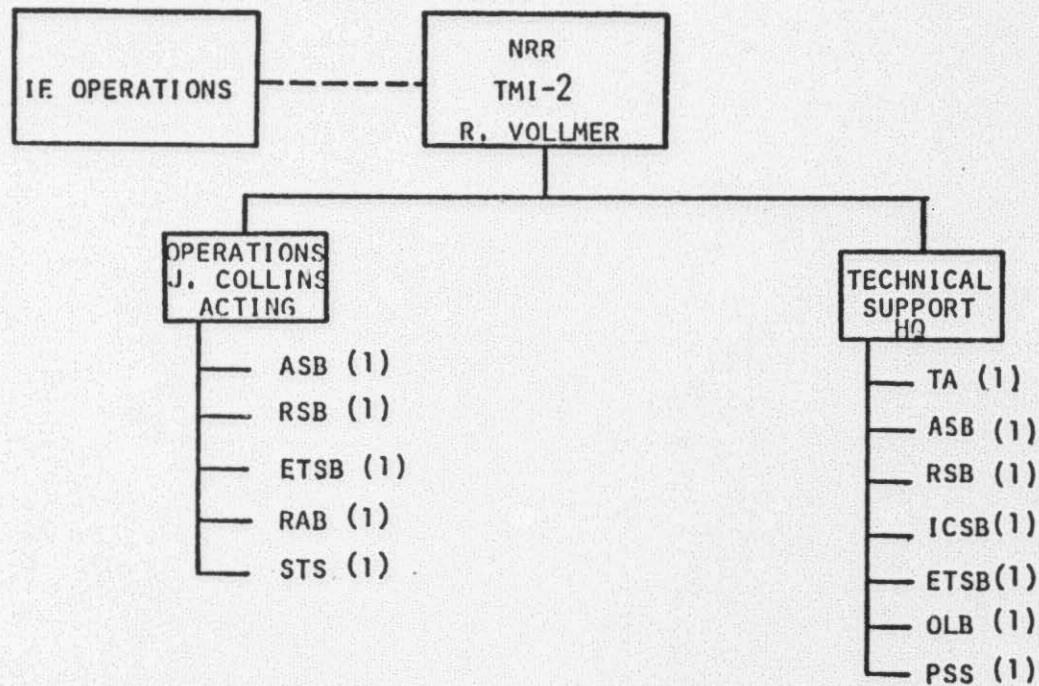 IE OPERATIONS
NRR
TMI-2
R. VOLLMER
OPERATIONS
J. COLLINS
ACTING
ASB (1)
RSB (1)
ETSB (1)
RAB (1)
STS (1)
TECHNICAL
SUPPORT
HQ
TA (1)
ASB (1)
RSB (1)
ICSB(1)
ETSB(1)
OLB (1)
PSS (1)